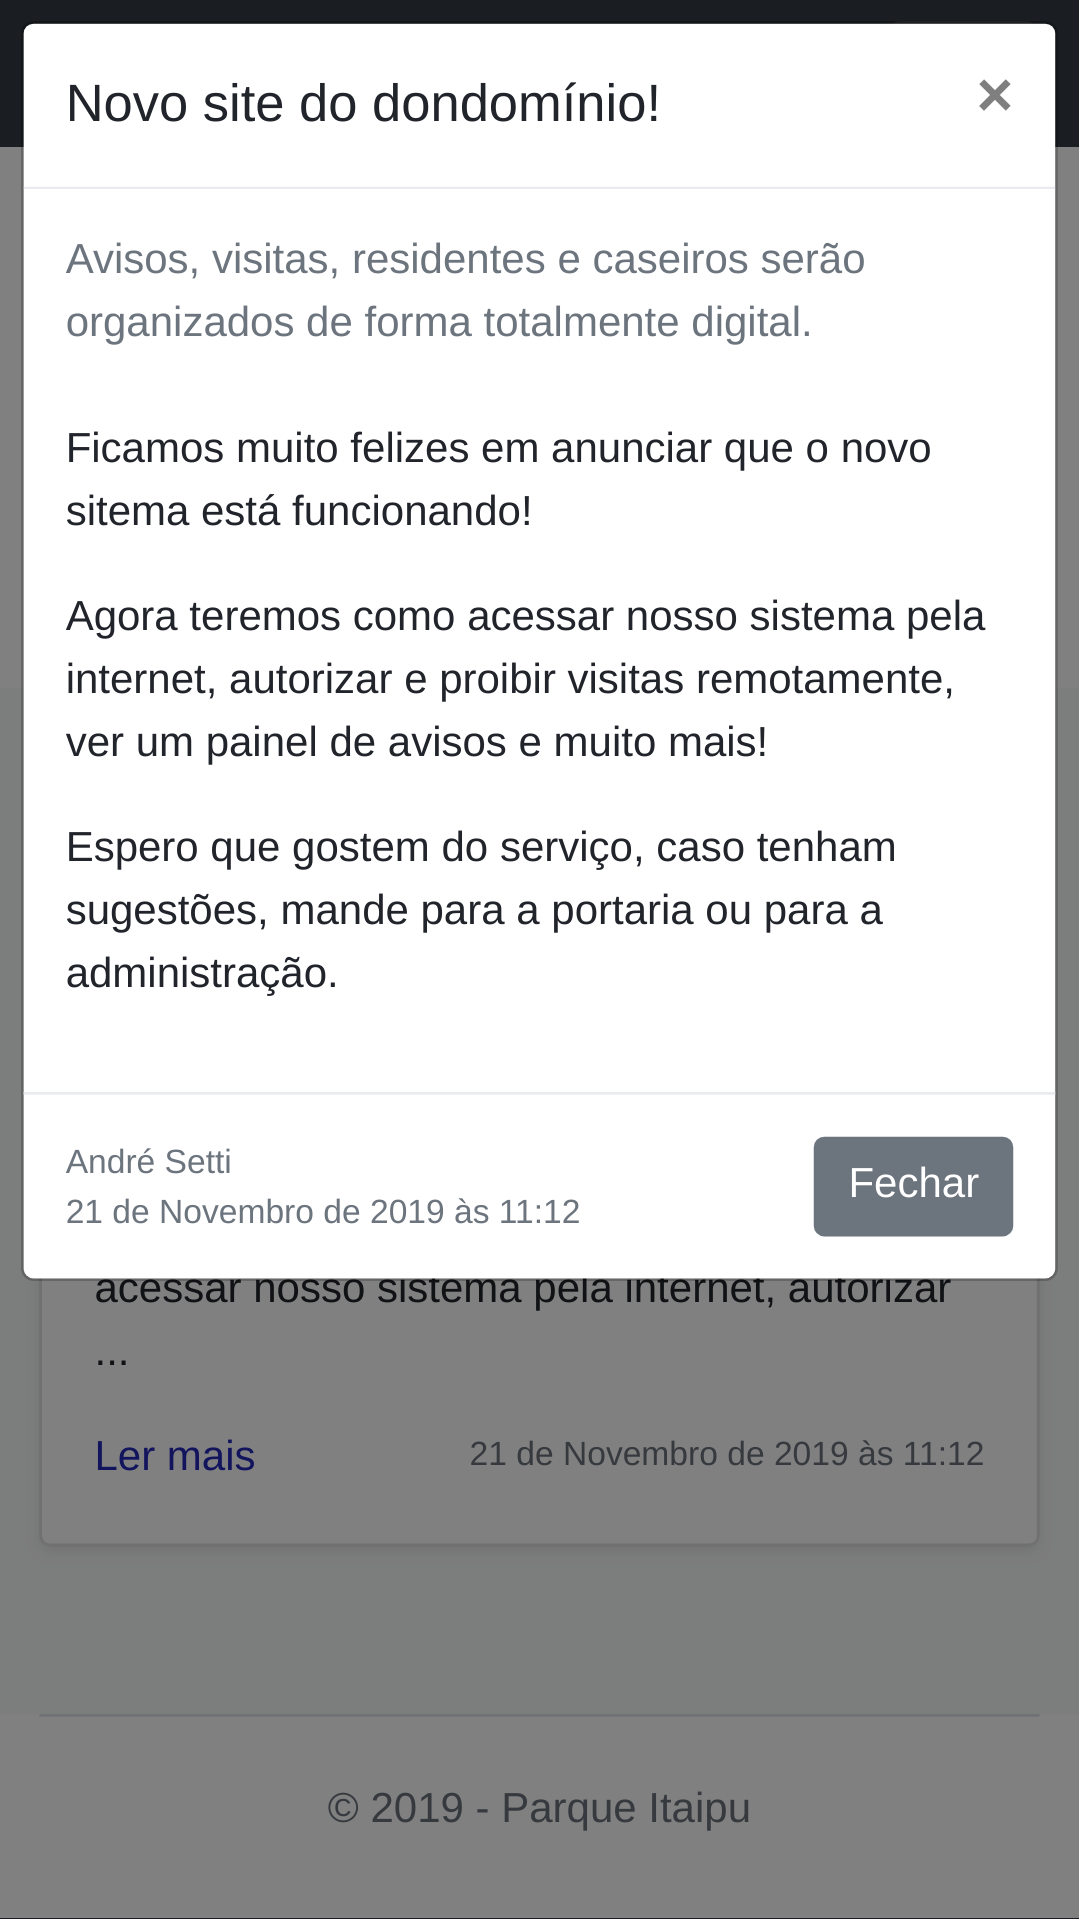 Novo site do dondomínio!
×
Avisos, visitas, residentes e caseiros serão
organizados de forma totalmente digital.
Ficamos muito felizes em anunciar que o novo
sitema está funcionando!
Agora teremos como acessar nosso sistema pela
internet, autorizar e proibir visitas remotamente,
ver um painel de avisos e muito mais!
Espero que gostem do serviço, caso tenham
sugestões, mande para a portaria ou para a
administração.
André Setti
21 de Novembro de 2019 às 11:12
Fechar
acessar nosso sistema pela internet, autorizar
...
Ler mais
21 de Novembro de 2019 às 11:12
© 2019 - Parque Itaipu